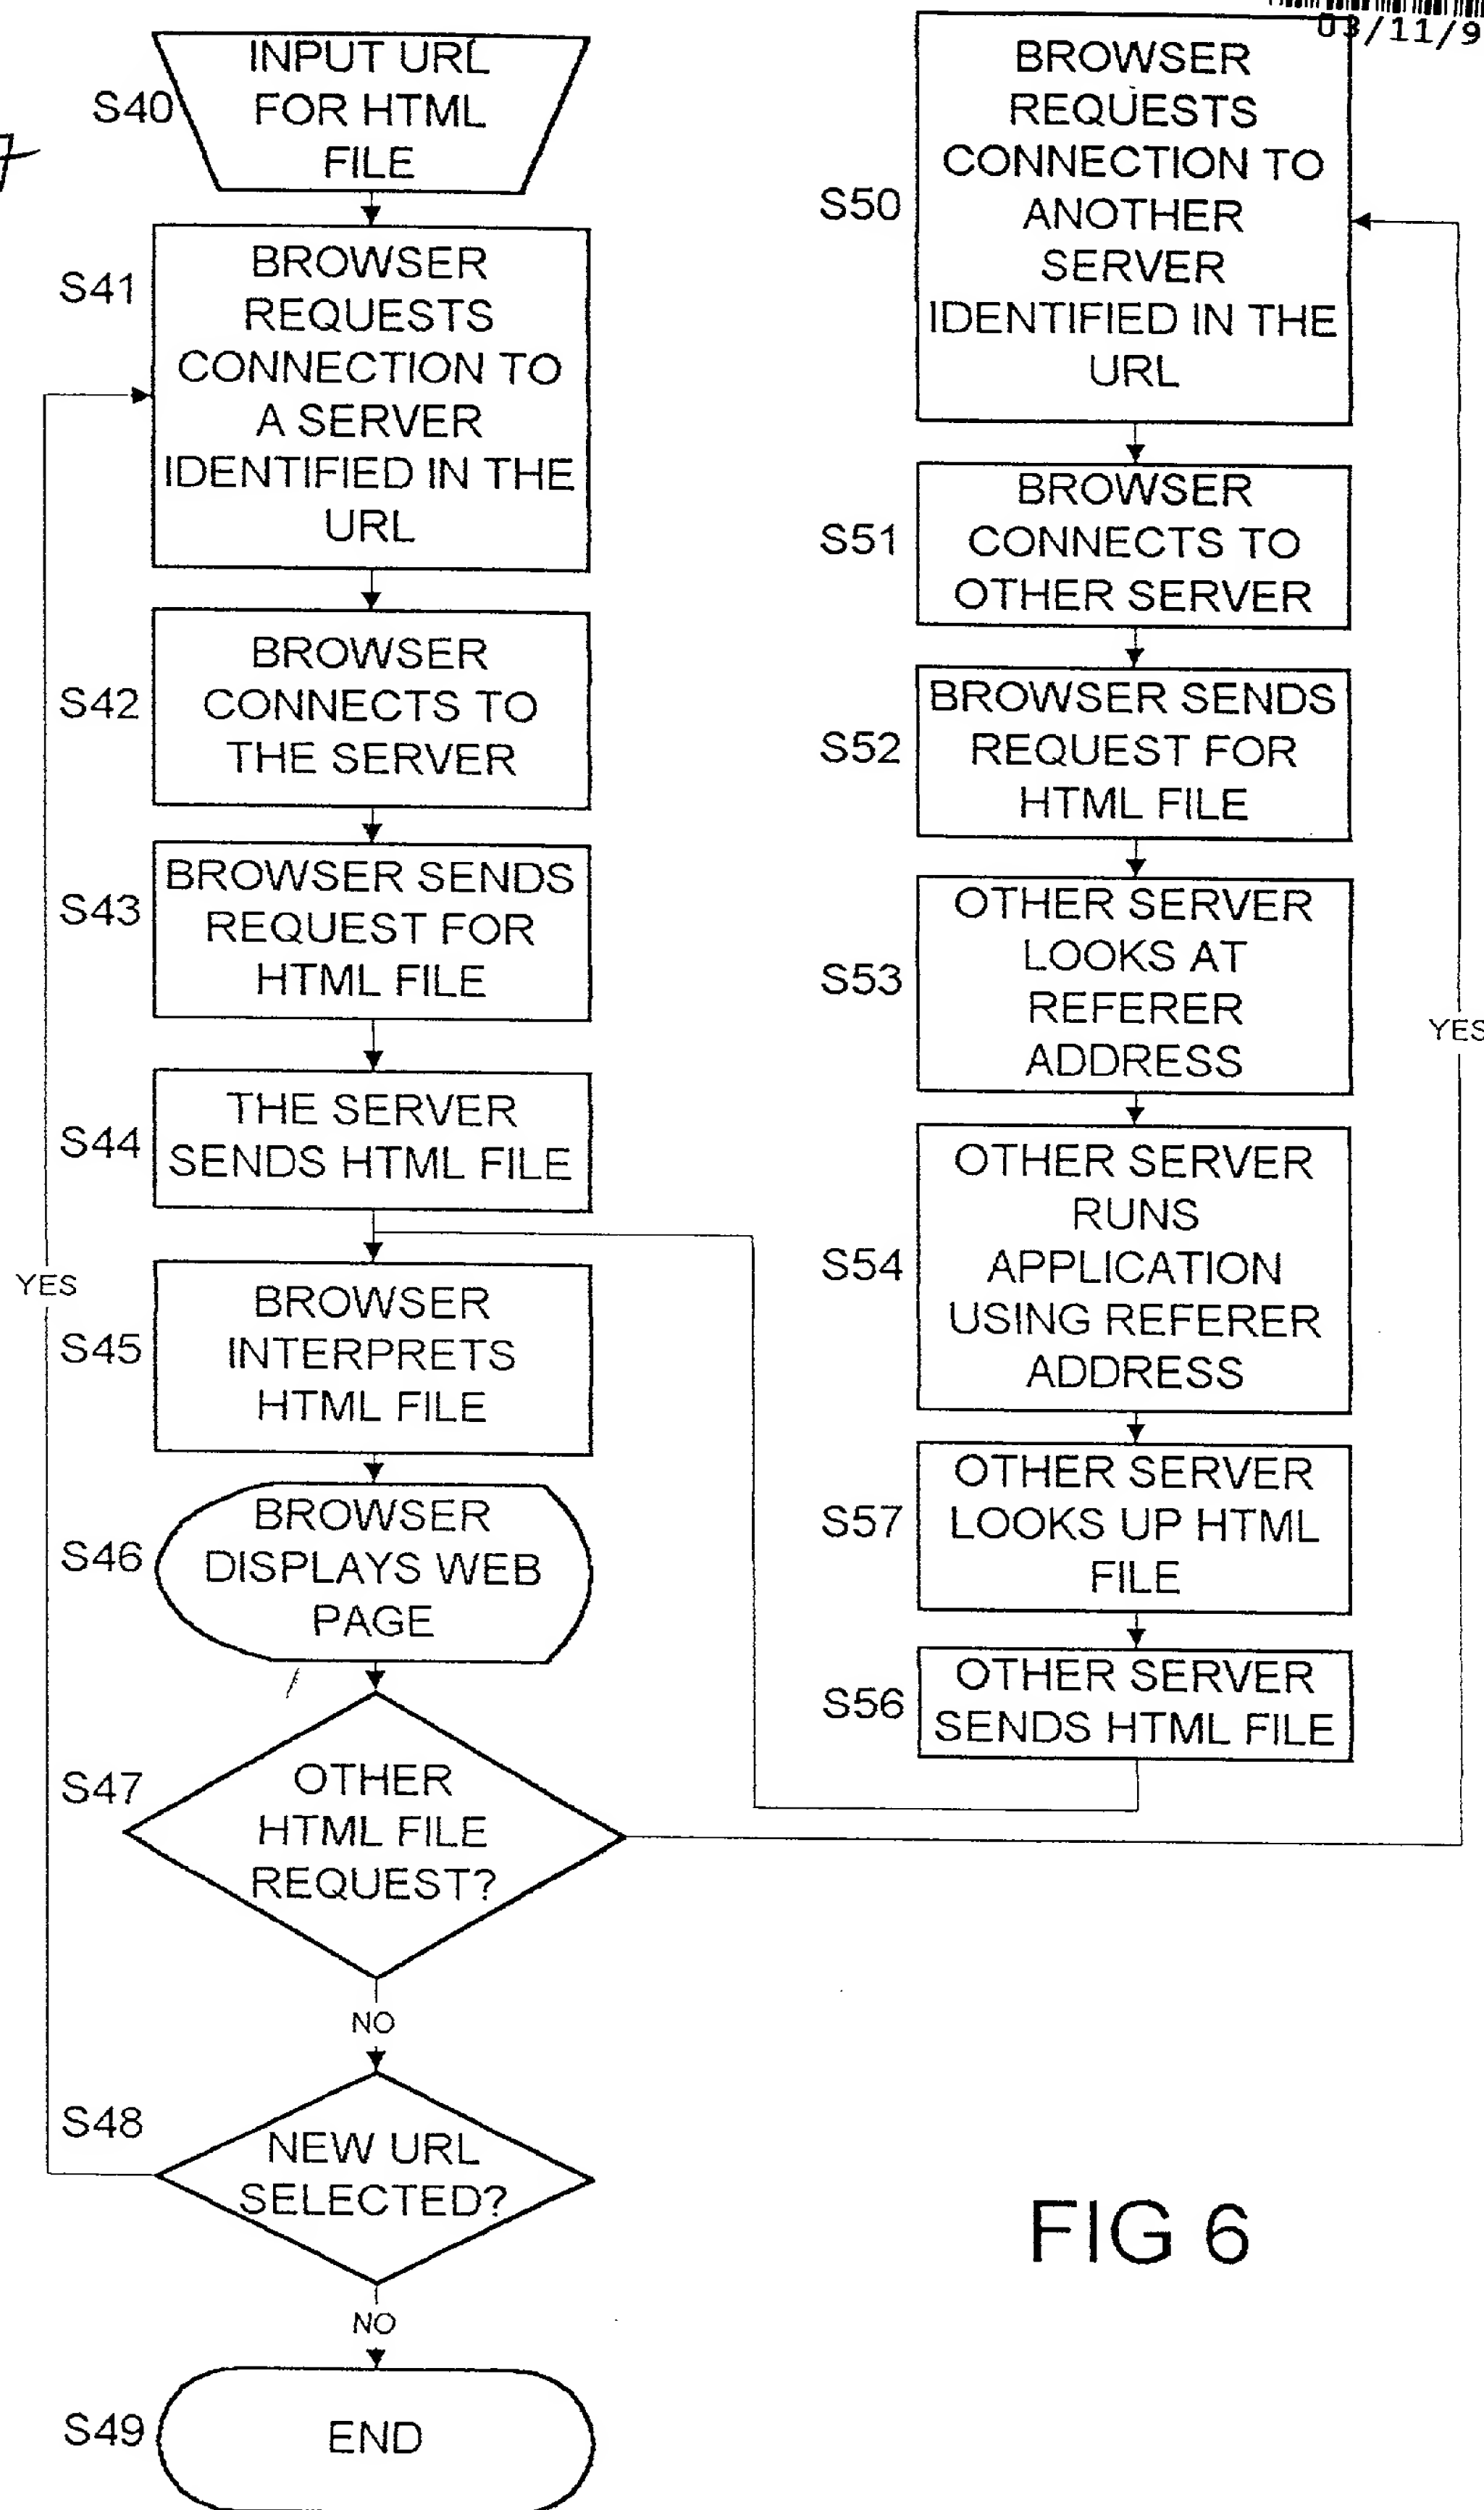 INPUT URL
FOR HTML
FILE
S40
7
S41
BROWSER
REQUESTS
CONNECTION TO
A SERVER
IDENTIFIED IN THE
URL
S42
BROWSER
CONNECTS TO
THE SERVER
S43
BROWSER SENDS
REQUEST FOR
HTML FILE
S44
THE SERVER
SENDS HTML FILE
YES
S45
BROWSER
INTERPRETS
HTML FILE
S46
BROWSER
DISPLAYS WEB
PAGE
S47
OTHER
HTML FILE
REQUEST?
NO
S48
NEW URL
SELECTED?
NO
S49
END
03/11/9
S50
BROWSER
REQUESTS
CONNECTION TO
ANOTHER
SERVER
IDENTIFIED IN THE
URL
S51
BROWSER
CONNECTS TO
OTHER SERVER
S52
BROWSER SENDS
REQUEST FOR
HTML FILE
S53
OTHER SERVER
LOOKS AT
REFERER
ADDRESS
YES
S54
OTHER SERVER
RUNS
APPLICATION
USING REFERER
ADDRESS
S57
OTHER SERVER
LOOKS UP HTML
FILE
S56
OTHER SERVER
SENDS HTML FILE
FIG 6